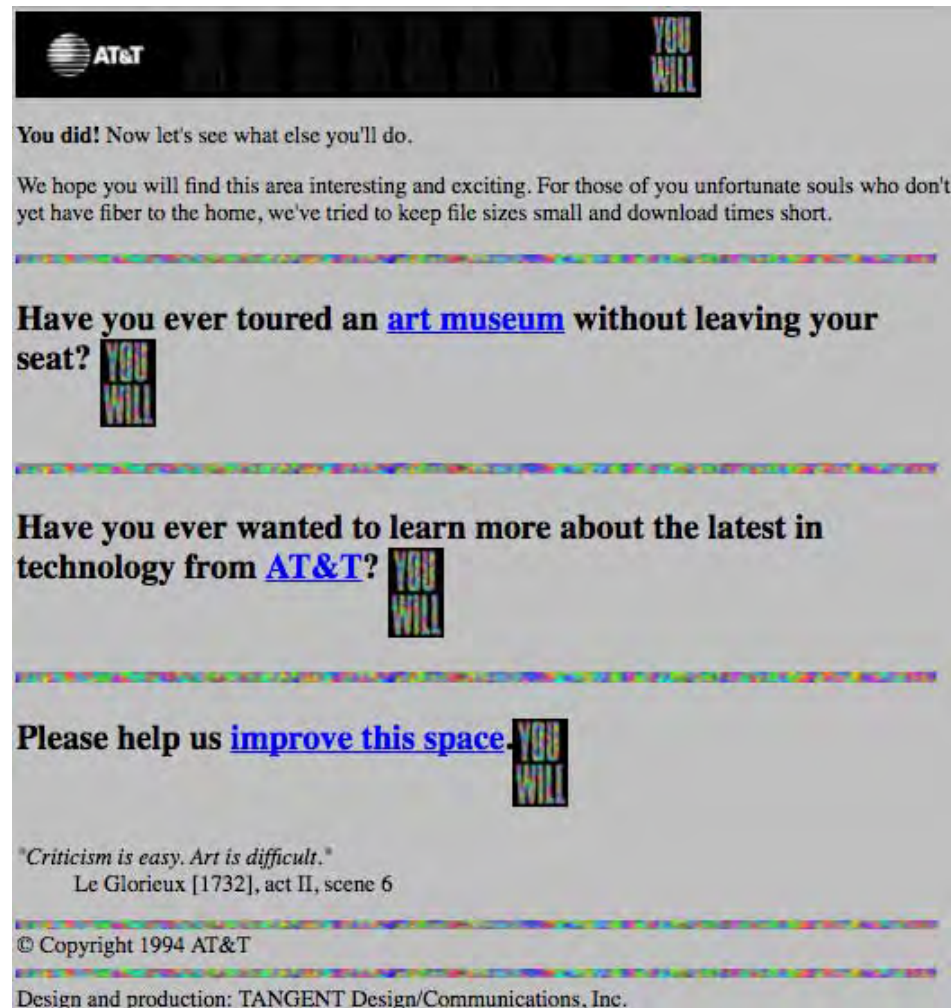 AT&T
YOU
WILL
You did! Now let's see what else you'll do.
We hope you will find this area interesting and exciting. For those of you unfortunate souls who don't
yet have fiber to the home, we've tried to keep file sizes small and download times short.
Have you ever toured an art museum without leaving your
seat? YOU
WILL
Have you ever wanted to learn more about the latest in
technology from AT&T? YOU
WILL
Please help us improve this space. YOU
WILL
"Criticism is easy. Art is difficult."
Le Glorieux [1732], act II, scene 6
© Copyright 1994 AT&T
Design and production: TANGENT Design/Communications, Inc.